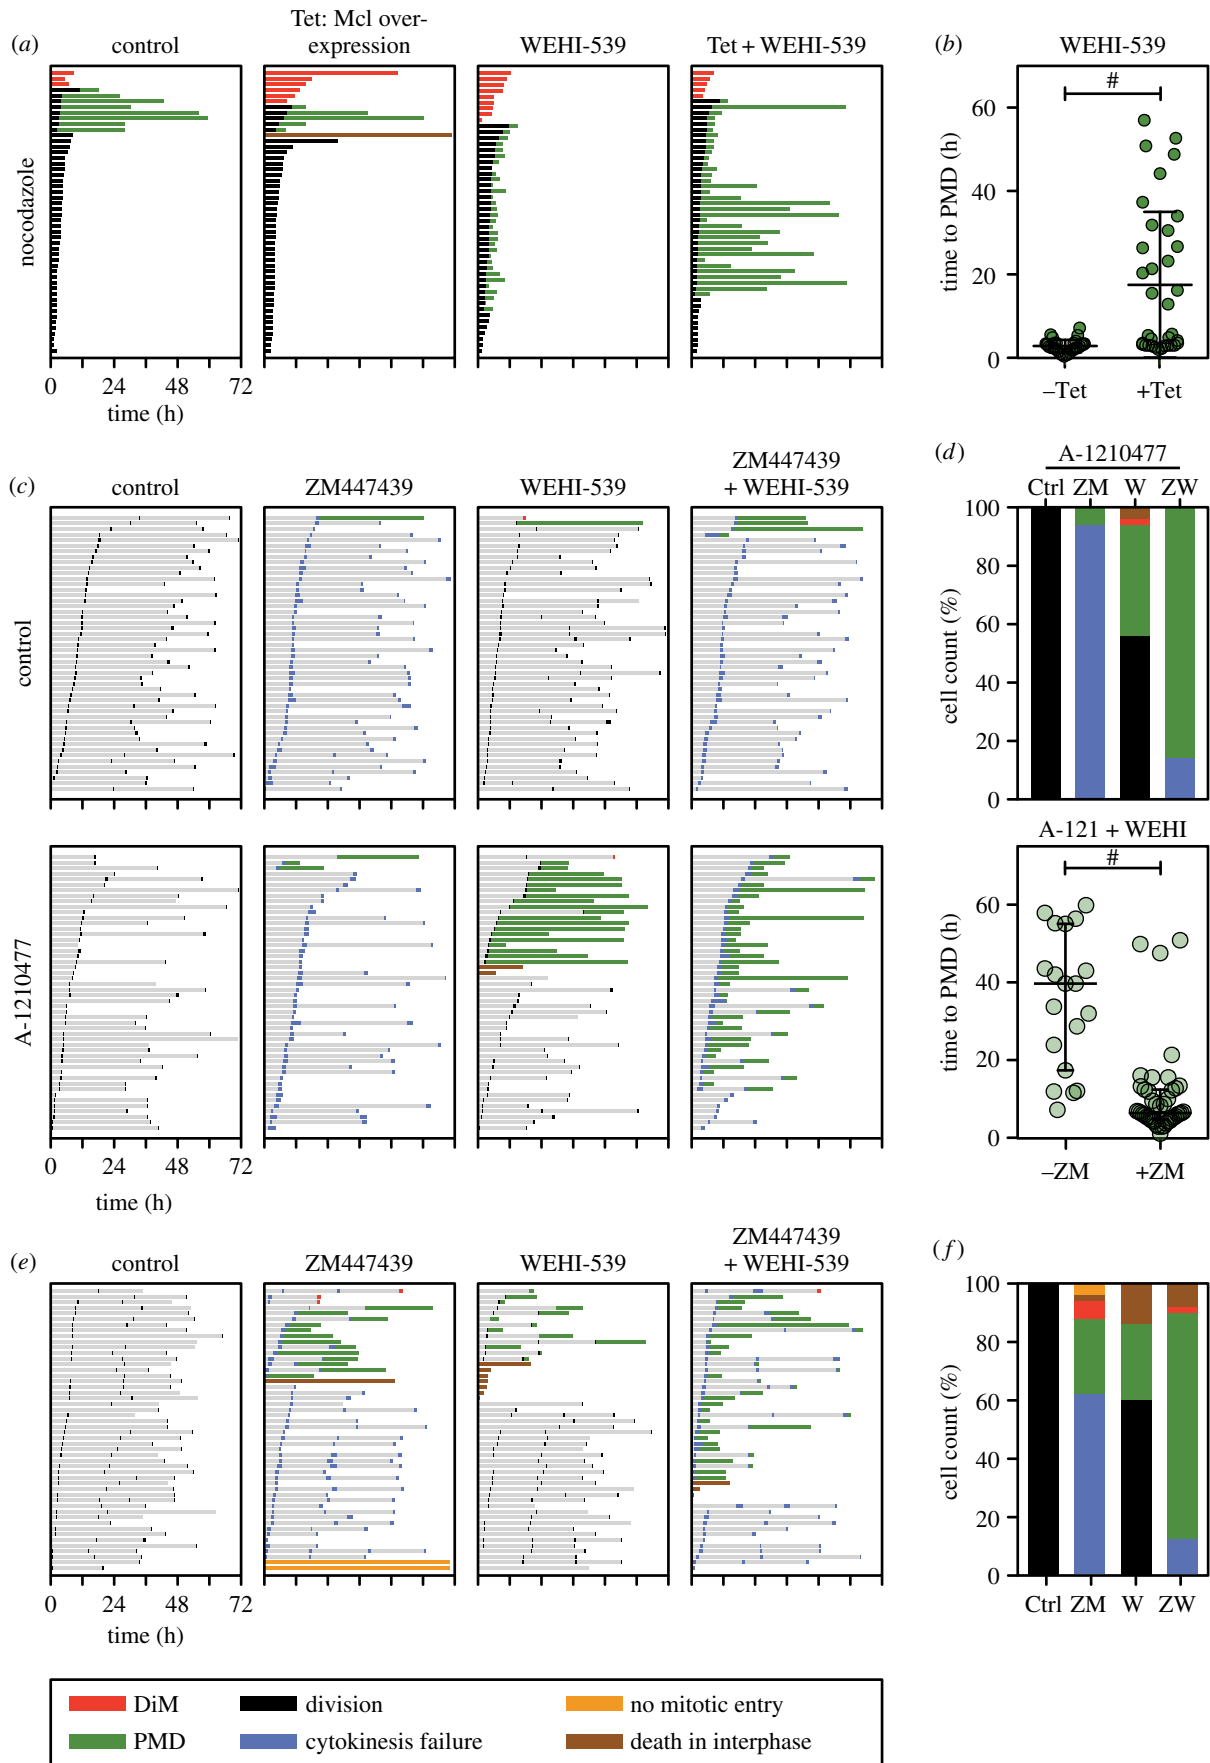 (a)
control
Tet: Mcl over-
expression
WEHI-539
Tet + WEHI-539
nocodazole
0 24 48 72
time (h)
(b)
WEHI-539
#
time to PMD (h)
60
40
20
0
–Tet +Tet
(c)
control
ZM447439
WEHI-539
ZM447439
+ WEHI-539
control
A-1210477
0 24 48 72
time (h)
(d)
A-1210477
Ctrl ZM W ZW
cell count (%)
100
80
60
40
20
0
A-121 + WEHI
#
time to PMD (h)
60
40
20
0
–ZM +ZM
(e)
control
ZM447439
WEHI-539
ZM447439
+ WEHI-539
0 24 48 72
time (h)
(f)
cell count (%)
100
80
60
40
20
0
Ctrl ZM W ZW
DiM
division
no mitotic entry
PMD
cytokinesis failure
death in interphase